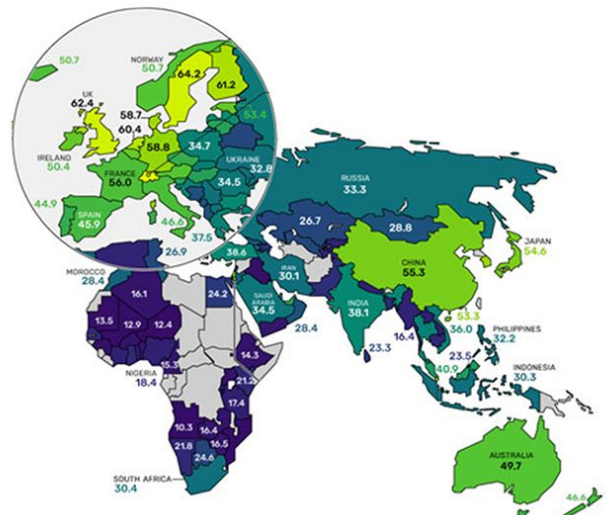 50.7
NORWAY
50.7
64.2
61.2
UK
62.4
58.7
60.4
53.4
58.8
34.7
IRELAND
50.4
UKRAINE
32.8
FRANCE
56.0
34.5
44.9
SPAIN
45.9
46.6
37.5
26.9
38.6
MOROCCO
28.4
RUSSIA
33.3
26.7
28.8
CHINA
55.3
JAPAN
54.6
IRAN
30.1
SAUDI
ARABIA
34.5
INDIA
38.1
53.3
36.0
PHILIPPINES
32.2
16.1
24.2
13.5
12.9
12.4
28.4
16.4
23.3
23.5
40.9
INDONESIA
30.3
15.3
NIGERIA
18.4
14.3
21.2
17.4
10.3
16.4
16.5
21.8
24.6
SOUTH AFRICA
30.4
AUSTRALIA
49.7
46.6